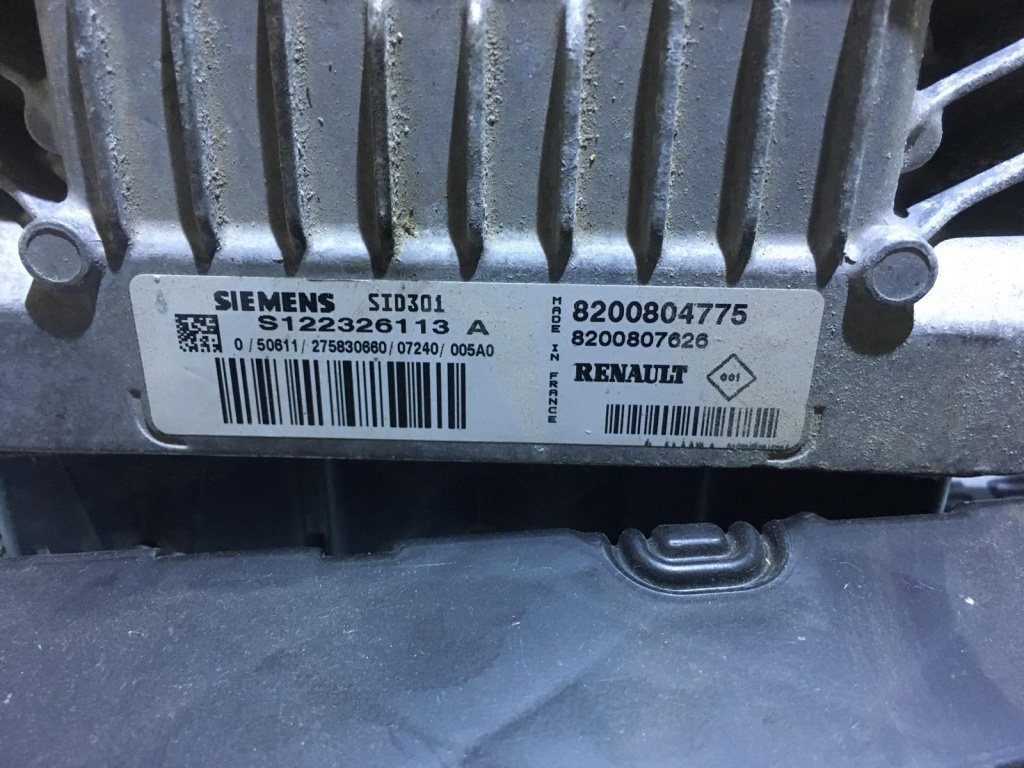 SIEMENS SID301
S122326113 A
0 / 50611 / 275830660 / 07240 / 005A0
MADE IN FRANCE
8200804775
8200807626
RENAULT 001